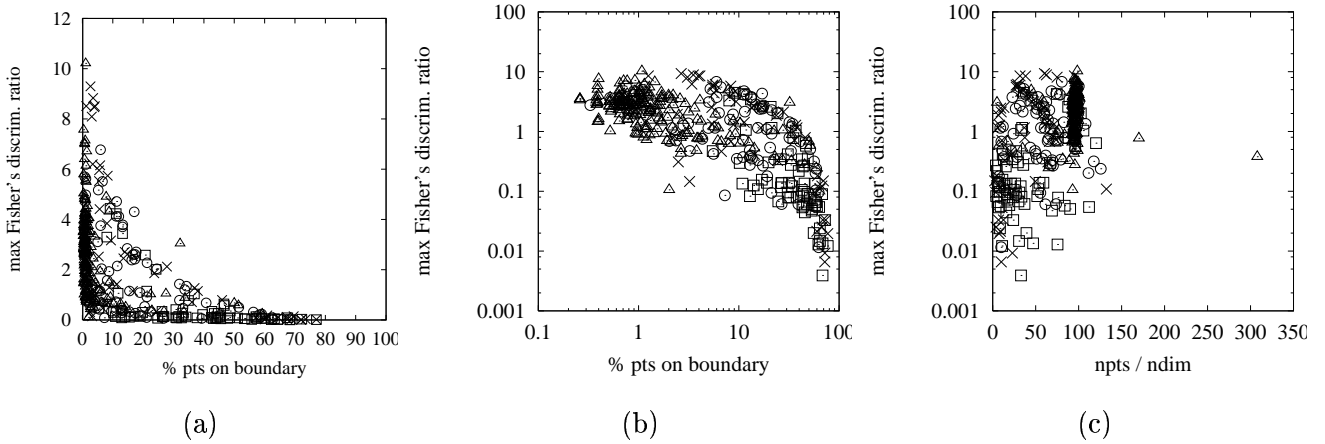 max Fisher's discrim. ratio
12
10
8
6
4
2
0
0 10 20 30 40 50 60 70 80 90 100
% pts on boundary
(a)
max Fisher's discrim. ratio
100
10
1
0.1
0.01
0.001
0.1 1 10 100
% pts on boundary
(b)
max Fisher's discrim. ratio
100
10
1
0.1
0.01
0.001
0 50 100 150 200 250 300 350
npts / ndim
(c)